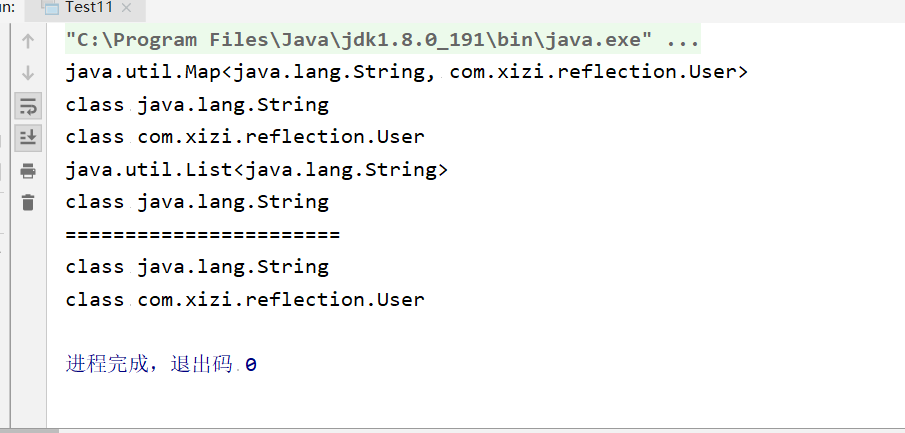 un: Test11 ×
"C:\Program Files\Java\jdk1.8.0_191\bin\java.exe" ...
java.util.Map<java.lang.String, com.xizi.reflection.User>
class java.lang.String
class com.xizi.reflection.User
java.util.List<java.lang.String>
class java.lang.String
=======================
class java.lang.String
class com.xizi.reflection.User
进程完成，退出码 0